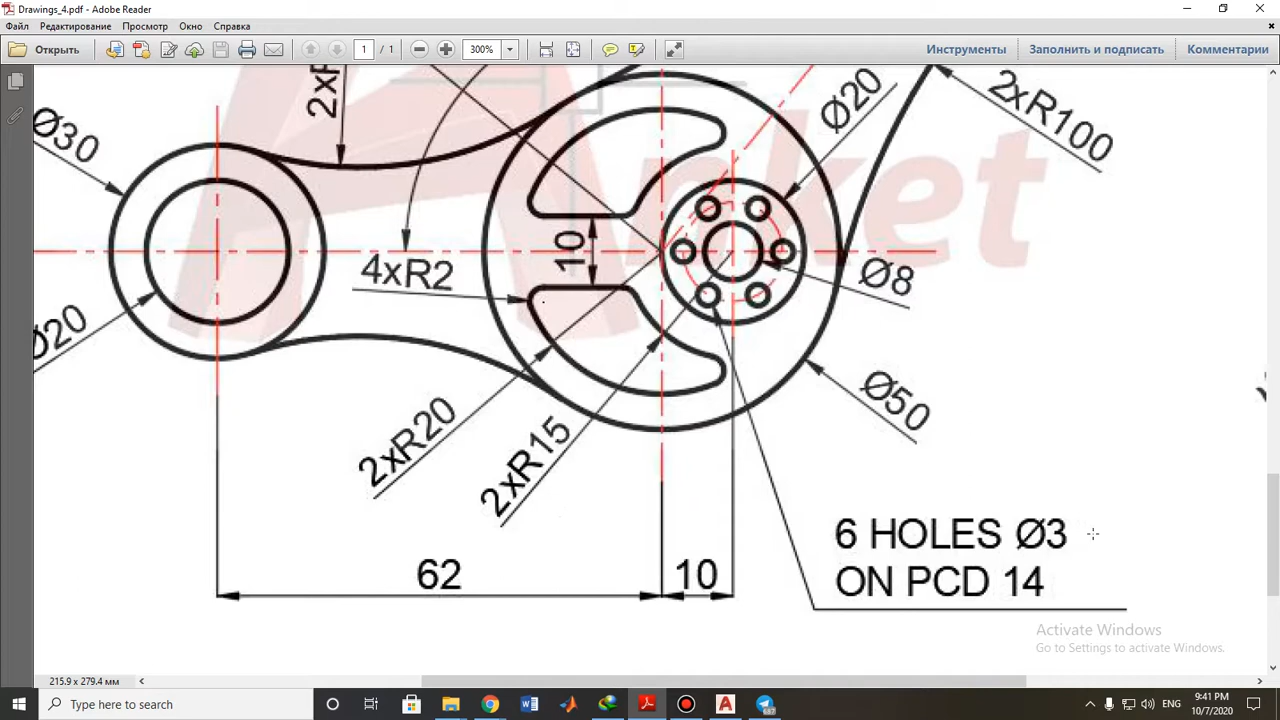 Drawings_4.pdf - Adobe Reader
Файл Редактирование Просмотр Окно Справка
Открыть
1 / 1
300%
Инструменты
Заполнить и подписать
Комментарии
Anket
Ø30
2xR
Ø20
2xR100
10
Ø8
4xR2
Ø20
Ø50
2xR20
2xR15
6 HOLES Ø3
ON PCD 14
62
10
Activate Windows
Go to Settings to activate Windows.
215.9 x 279.4 мм
Type here to search
687
9:41 PM
10/7/2020